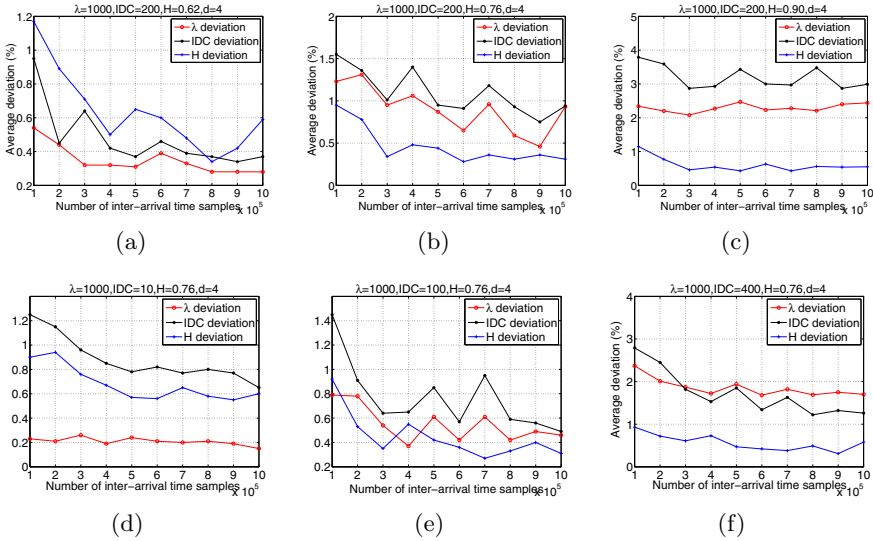 λ=1000,IDC=200,H=0.62,d=4
1.2
1
0.8
0.6
0.4
0.2
Average deviation (%)
λ deviation
IDC deviation
H deviation
1 2 3 4 5 6 7 8 9 10
Number of inter−arrival time samples
x 10^5
(a)
λ=1000,IDC=200,H=0.76,d=4
2
1.5
1
0.5
0
Average deviation (%)
λ deviation
IDC deviation
H deviation
1 2 3 4 5 6 7 8 9 10
Number of inter−arrival time samples
x 10^5
(b)
λ=1000,IDC=200,H=0.90,d=4
5
4
3
2
1
0
Average deviation (%)
λ deviation
IDC deviation
H deviation
1 2 3 4 5 6 7 8 9 10
Number of inter−arrival time samples
x 10^5
(c)
λ=1000,IDC=10,H=0.76,d=4
1.2
1
0.8
0.6
0.4
0.2
0
λ deviation
IDC deviation
H deviation
1 2 3 4 5 6 7 8 9 10
Number of inter−arrival time samples
x 10^5
(d)
λ=1000,IDC=100,H=0.76,d=4
1.4
1.2
1
0.8
0.6
0.4
0.2
λ deviation
IDC deviation
H deviation
1 2 3 4 5 6 7 8 9 10
Number of inter−arrival time samples
x 10^5
(e)
λ=1000,IDC=400,H=0.76,d=4
4
3
2
1
0
Average deviation (%)
λ deviation
IDC deviation
H deviation
1 2 3 4 5 6 7 8 9 10
Number of inter−arrival time samples
x 10^5
(f)